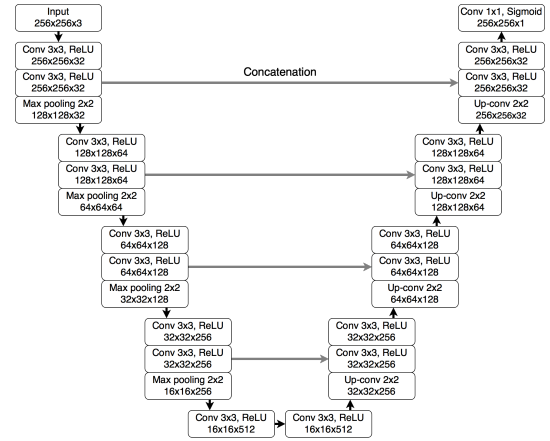 Input
256x256x3
Conv 3x3, ReLU
256x256x32
Conv 3x3, ReLU
256x256x32
Max pooling 2x2
128x128x32
Conv 3x3, ReLU
128x128x64
Conv 3x3, ReLU
128x128x64
Max pooling 2x2
64x64x64
Conv 3x3, ReLU
64x64x128
Conv 3x3, ReLU
64x64x128
Max pooling 2x2
32x32x128
Conv 3x3, ReLU
32x32x256
Conv 3x3, ReLU
32x32x256
Max pooling 2x2
16x16x256
Conv 3x3, ReLU
16x16x512
Conv 3x3, ReLU
16x16x512
Up-conv 2x2
32x32x256
Conv 3x3, ReLU
32x32x256
Conv 3x3, ReLU
32x32x256
Up-conv 2x2
64x64x128
Conv 3x3, ReLU
64x64x128
Conv 3x3, ReLU
64x64x128
Up-conv 2x2
128x128x64
Conv 3x3, ReLU
128x128x64
Conv 3x3, ReLU
128x128x64
Up-conv 2x2
256x256x32
Conv 3x3, ReLU
256x256x32
Conv 3x3, ReLU
256x256x32
Conv 1x1, Sigmoid
256x256x1
Concatenation